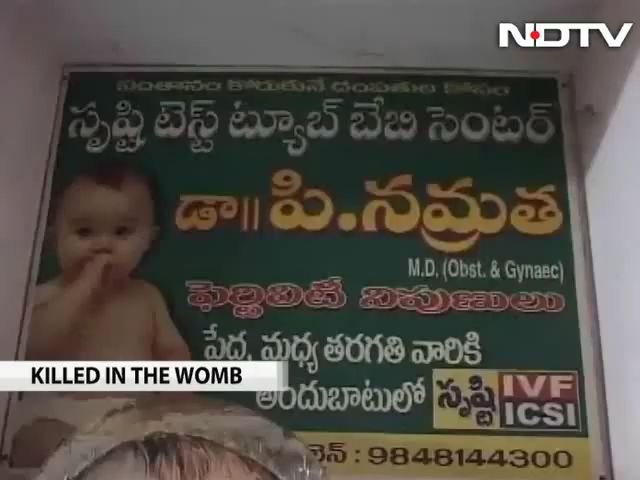 NDTV
సంతానం కోరుకునే దంపతుల కోసం
సృష్టి టెస్ట్ ట్యూబ్ బేబి సెంటర్
డా॥ పి.నమ్రత
M.D. (Obst. & Gynaec)
ఫెర్టిలిటీ నిపుణులు
పేద, మధ్య తరగతి వారికి
KILLED IN THE WOMB
అందుబాటులో సృష్టి IVF ICSI
: 9848144300